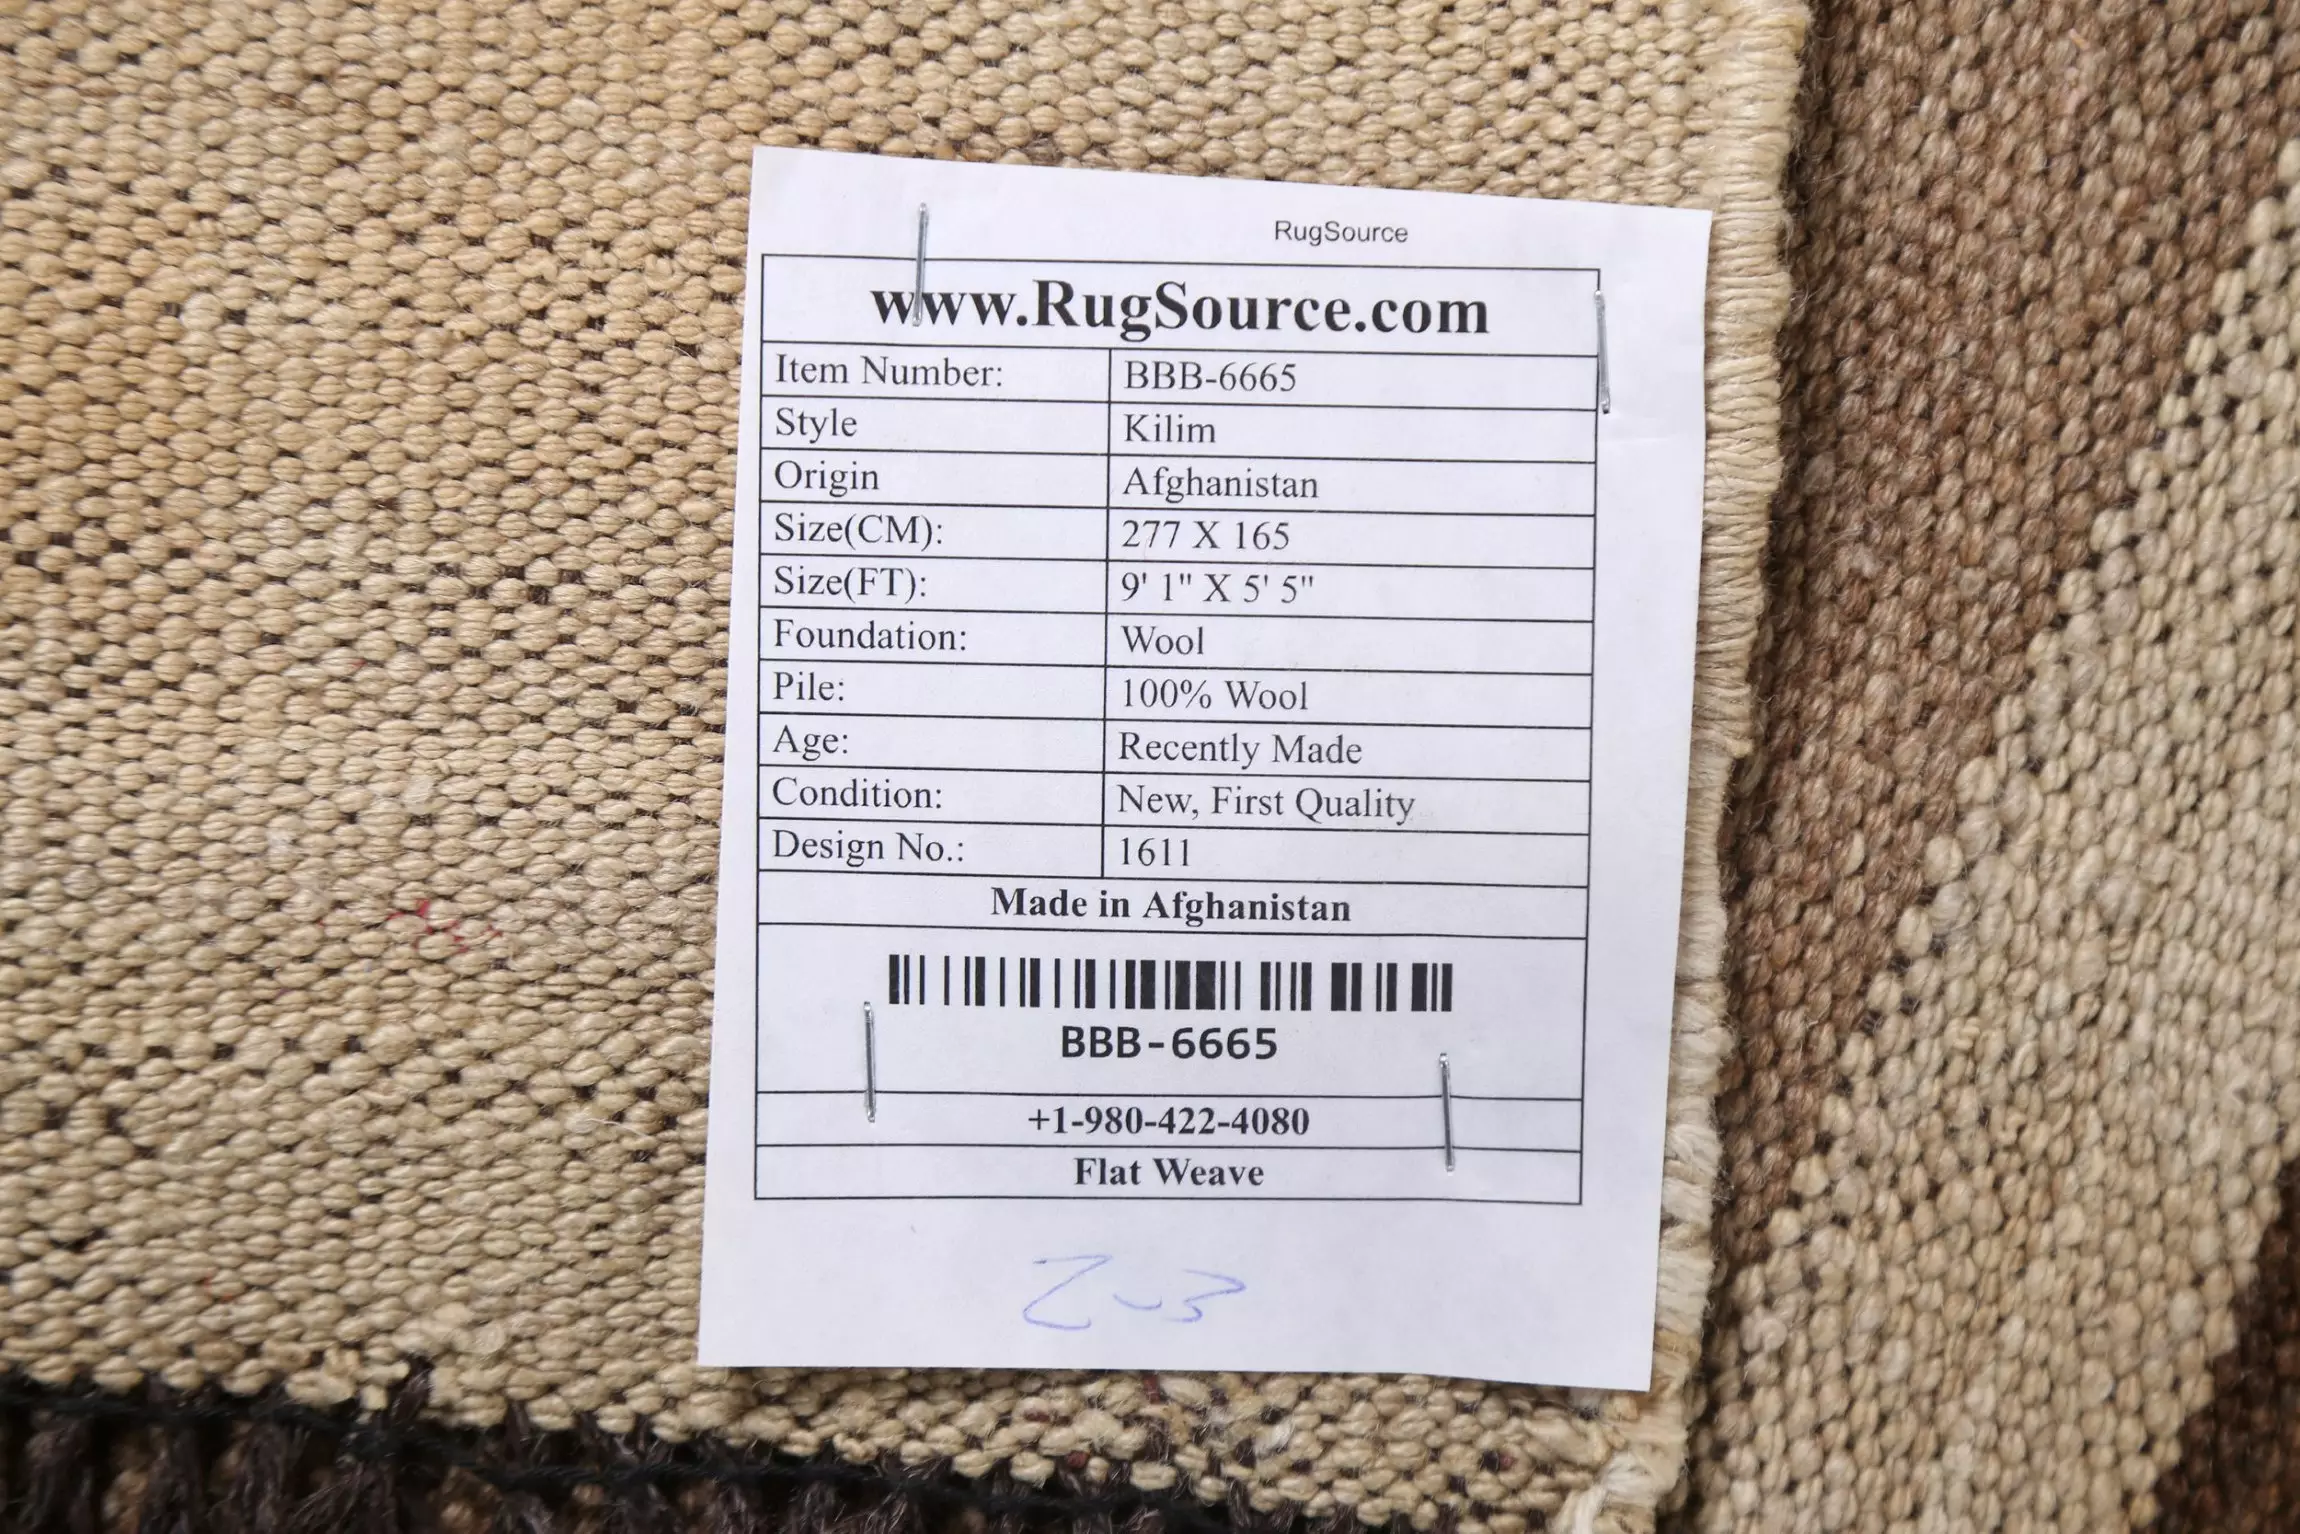 RugSource
www.RugSource.com
Item Number: BBB-6665
Style Kilim
Origin Afghanistan
Size(CM): 277 X 165
Size(FT): 9' 1" X 5' 5"
Foundation: Wool
Pile: 100% Wool
Age: Recently Made
Condition: New, First Quality
Design No.: 1611
Made in Afghanistan
BBB-6665
+1-980-422-4080
Flat Weave